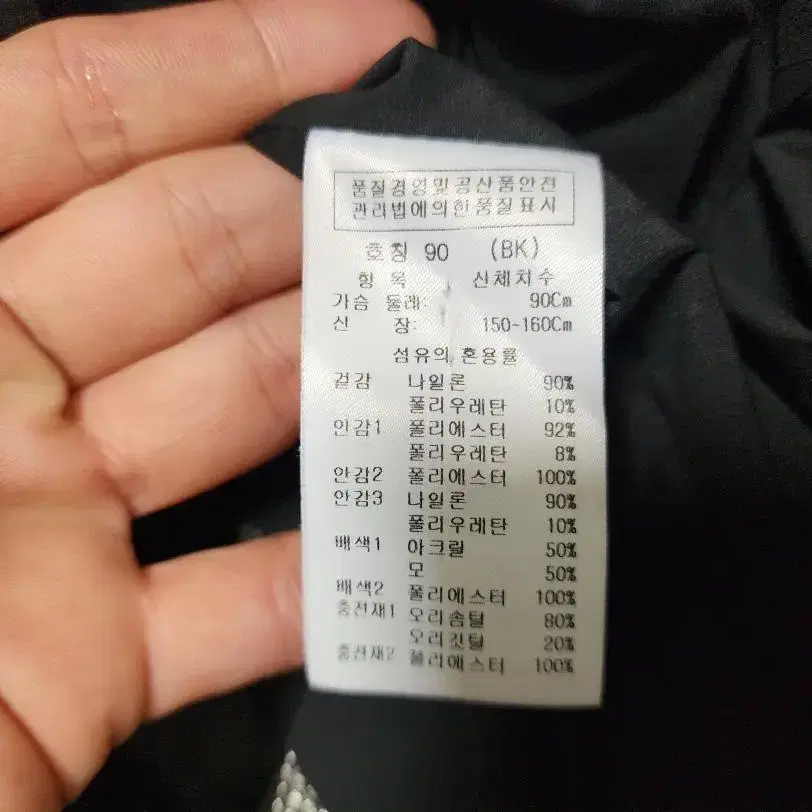 품질경영및공산품안전
관리법에의한품질표시
호칭 90 (BK)
항 목 신체치수
가슴 둘레: 90Cm
신 장: 150~160Cm
섬유의 혼용률
겉감 나일론 90%
폴리우레탄 10%
안감1 폴리에스터 92%
폴리우레탄 8%
안감2 폴리에스터 100%
안감3 나일론 90%
폴리우레탄 10%
배색1 아크릴 50%
모 50%
배색2 폴리에스터 100%
충전재1 오리솜털 80%
오리깃털 20%
충전재2 폴리에스터 100%